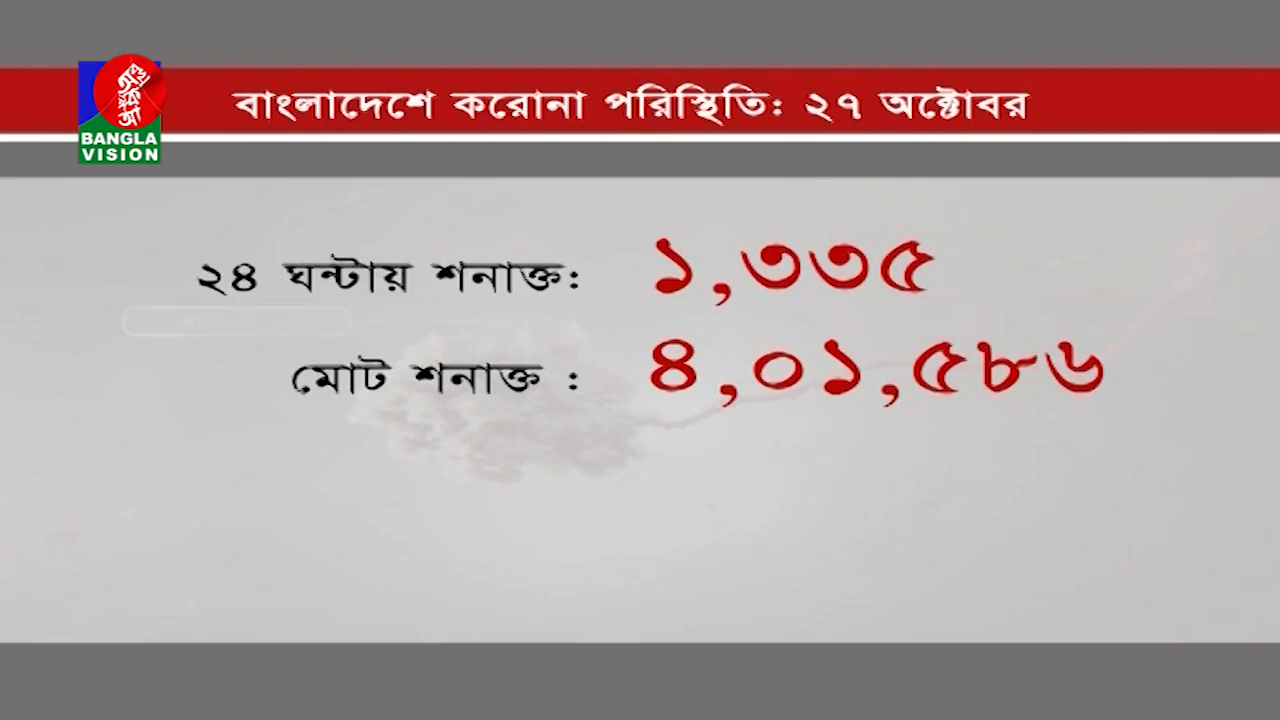 বাংলাদেশে করোনা পরিস্থিতি: ২৭ অক্টোবর
BANGLA
VISION
২৪ ঘন্টায় শনাক্ত: ১,৩৩৫
মোট শনাক্ত : ৪,০১,৫৮৬